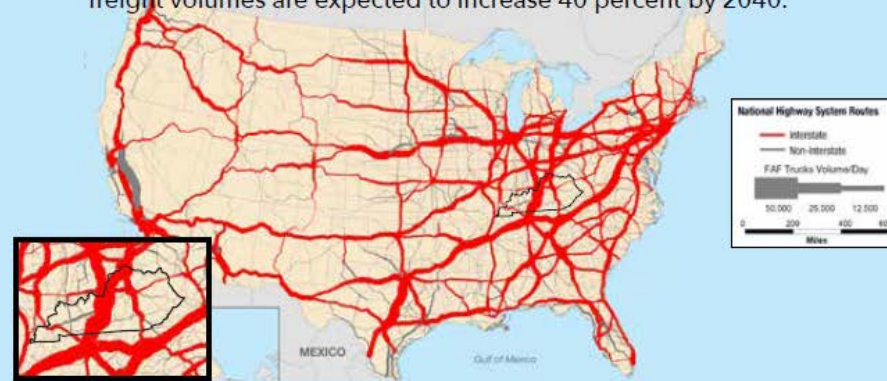 freight volumes are expected to increase 40 percent by 2040.
National Highway System Routes
Interstate
Non-Interstate
FAF Trucks Volume/Day
50,000 25,000 12,500
0 200 400
Miles
MEXICO
Gulf of Mexico